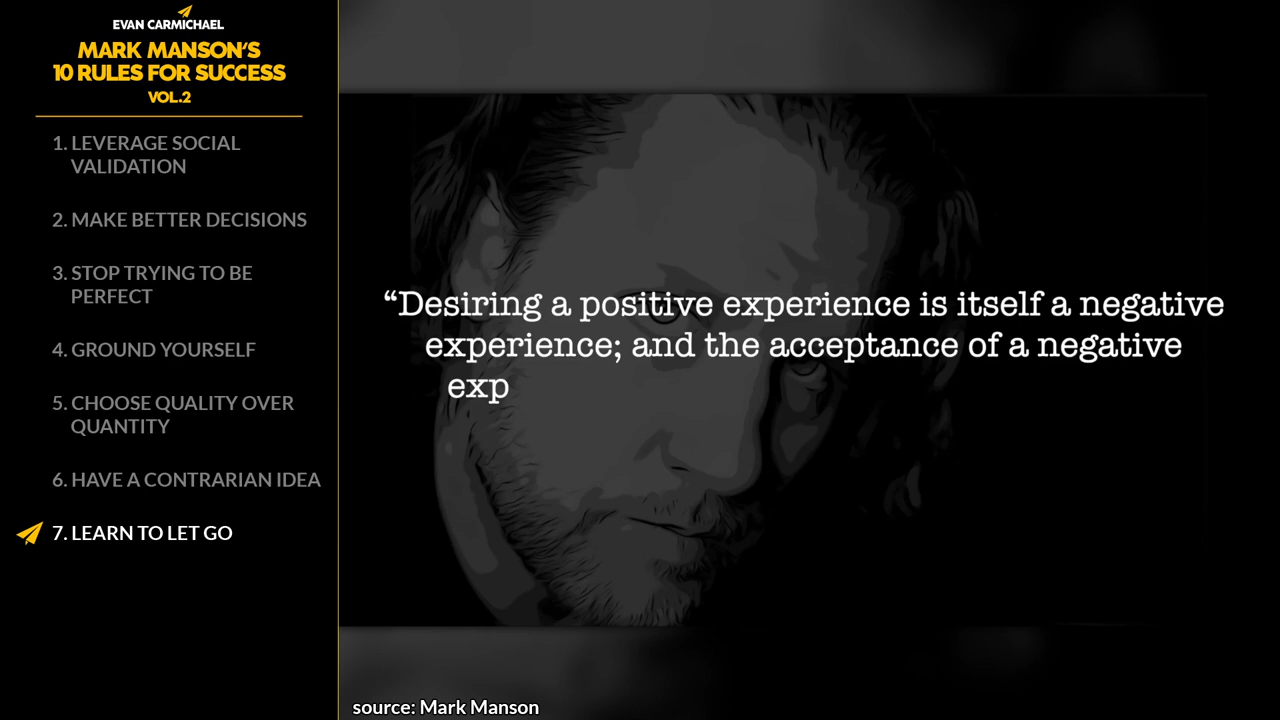 EVAN CARMICHAEL
MARK MANSON'S
10 RULES FOR SUCCESS
VOL.2
1. LEVERAGE SOCIAL
VALIDATION
2. MAKE BETTER DECISIONS
3. STOP TRYING TO BE
PERFECT
4. GROUND YOURSELF
5. CHOOSE QUALITY OVER
QUANTITY
6. HAVE A CONTRARIAN IDEA
7. LEARN TO LET GO
“Desiring a positive experience is itself a negative
experience; and the acceptance of a negative
exp
source: Mark Manson